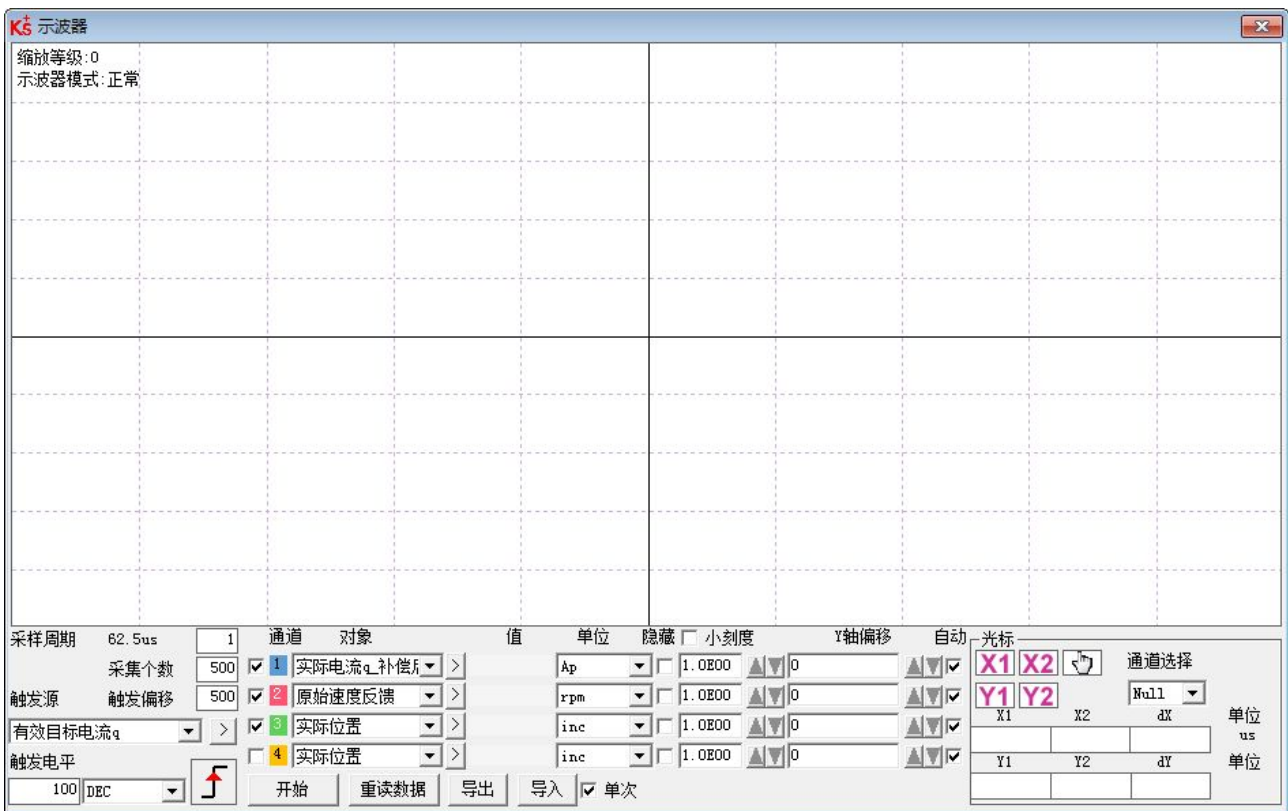 KS+ 示波器
缩放等级:0
示波器模式:正常
采样周期 62.5us 1 通道 对象 值 单位 隐藏 小刻度 Y轴偏移 自动 光标
采集个数 500 1 实际电流q_补偿 > Ap 1.0E00 0 X1 X2 通道选择
触发源 触发偏移 500 2 原始速度反馈 > rpm 1.0E00 0 Y1 Y2 Null
X1 X2 dX 单位
有效目标电流q > 3 实际位置 > inc 1.0E00 0 us
触发电平 4 实际位置 > inc 1.0E00 0 Y1 Y2 dY 单位
100 DEC 开始 重读数据 导出 导入 单次